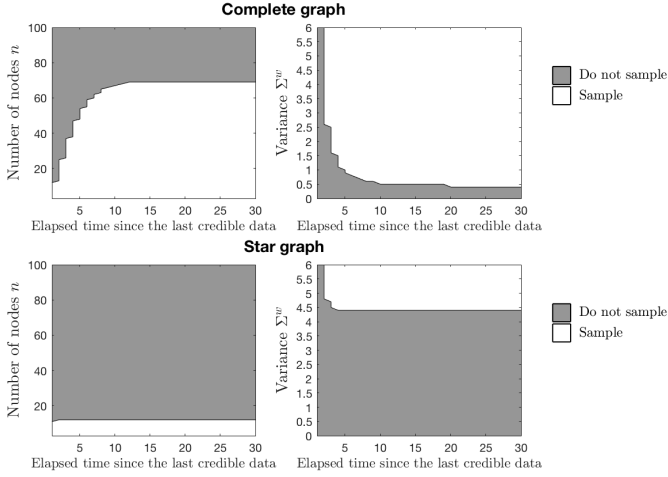 Complete graph
Number of nodes n
100
80
60
40
20
5 10 15 20 25 30
Elapsed time since the last credible data
Variance Σ^w
6
5.5
5
4.5
4
3.5
3
2.5
2
1.5
1
0.5
0
5 10 15 20 25 30
Elapsed time since the last credible data
Do not sample
Sample
Star graph
Number of nodes n
100
80
60
40
20
5 10 15 20 25 30
Elapsed time since the last credible data
Variance Σ^w
6
5.5
5
4.5
4
3.5
3
2.5
2
1.5
1
0.5
0
5 10 15 20 25 30
Elapsed time since the last credible data
Do not sample
Sample